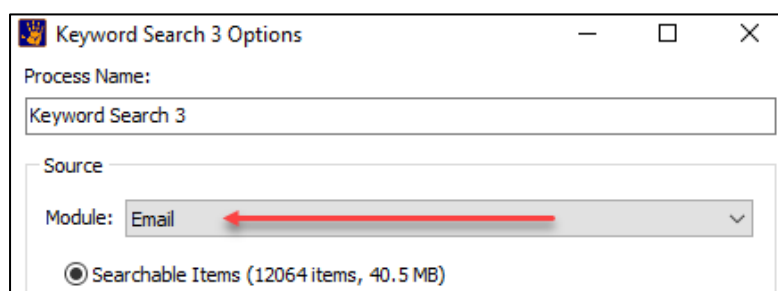 Keyword Search 3 Options
Process Name:
Keyword Search 3
Source
Module: Email
Searchable Items (12064 items, 40.5 MB)